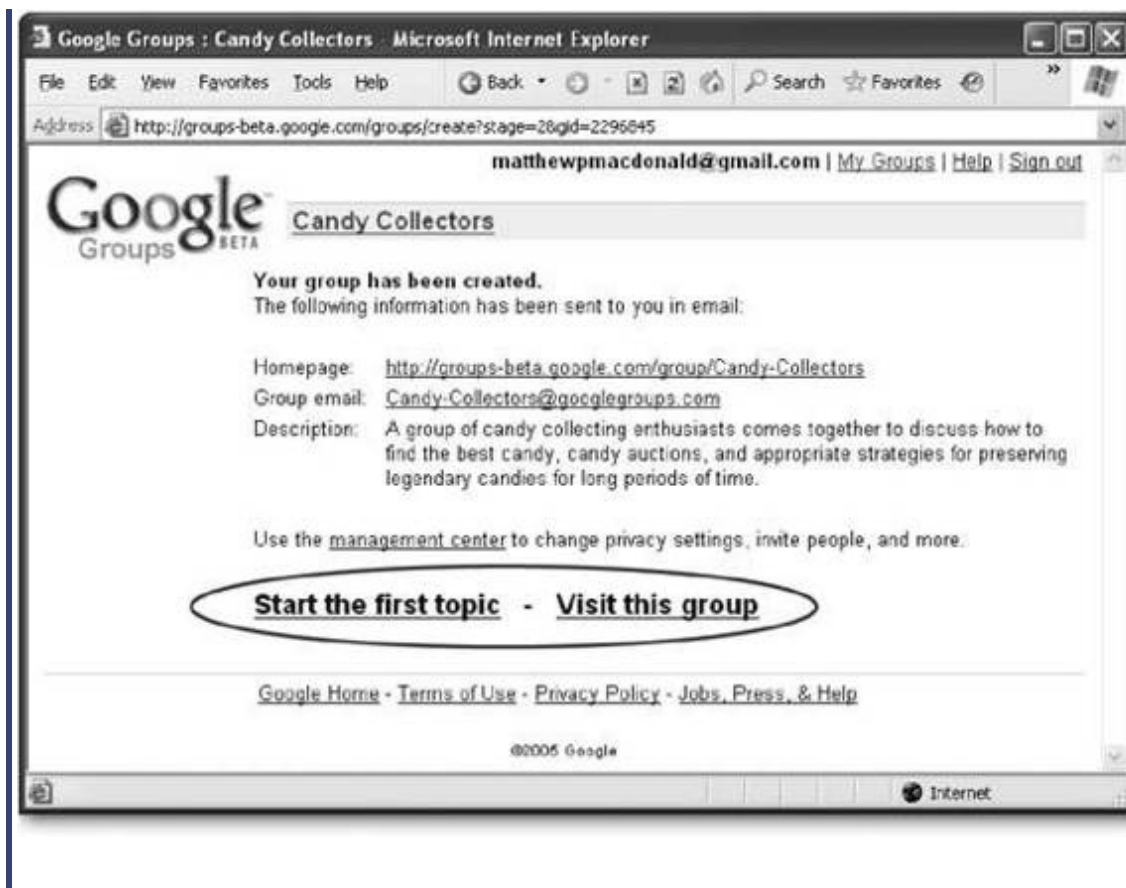 Google Groups : Candy Collectors - Microsoft Internet Explorer
File Edit View Favorites Tools Help Back Search Favorites »
Address http://groups-beta.google.com/groups/create?stage=2&gid=2296845
matthewpmacdonald@gmail.com | My Groups | Help | Sign out
Google Groups BETA
Candy Collectors
Your group has been created.
The following information has been sent to you in email:
Homepage: http://groups-beta.google.com/group/Candy-Collectors
Group email: Candy-Collectors@googlegroups.com
Description: A group of candy collecting enthusiasts comes together to discuss how to
find the best candy, candy auctions, and appropriate strategies for preserving
legendary candies for long periods of time.
Use the management center to change privacy settings, invite people, and more.
Start the first topic - Visit this group
Google Home - Terms of Use - Privacy Policy - Jobs, Press, & Help
©2005 Google
Internet